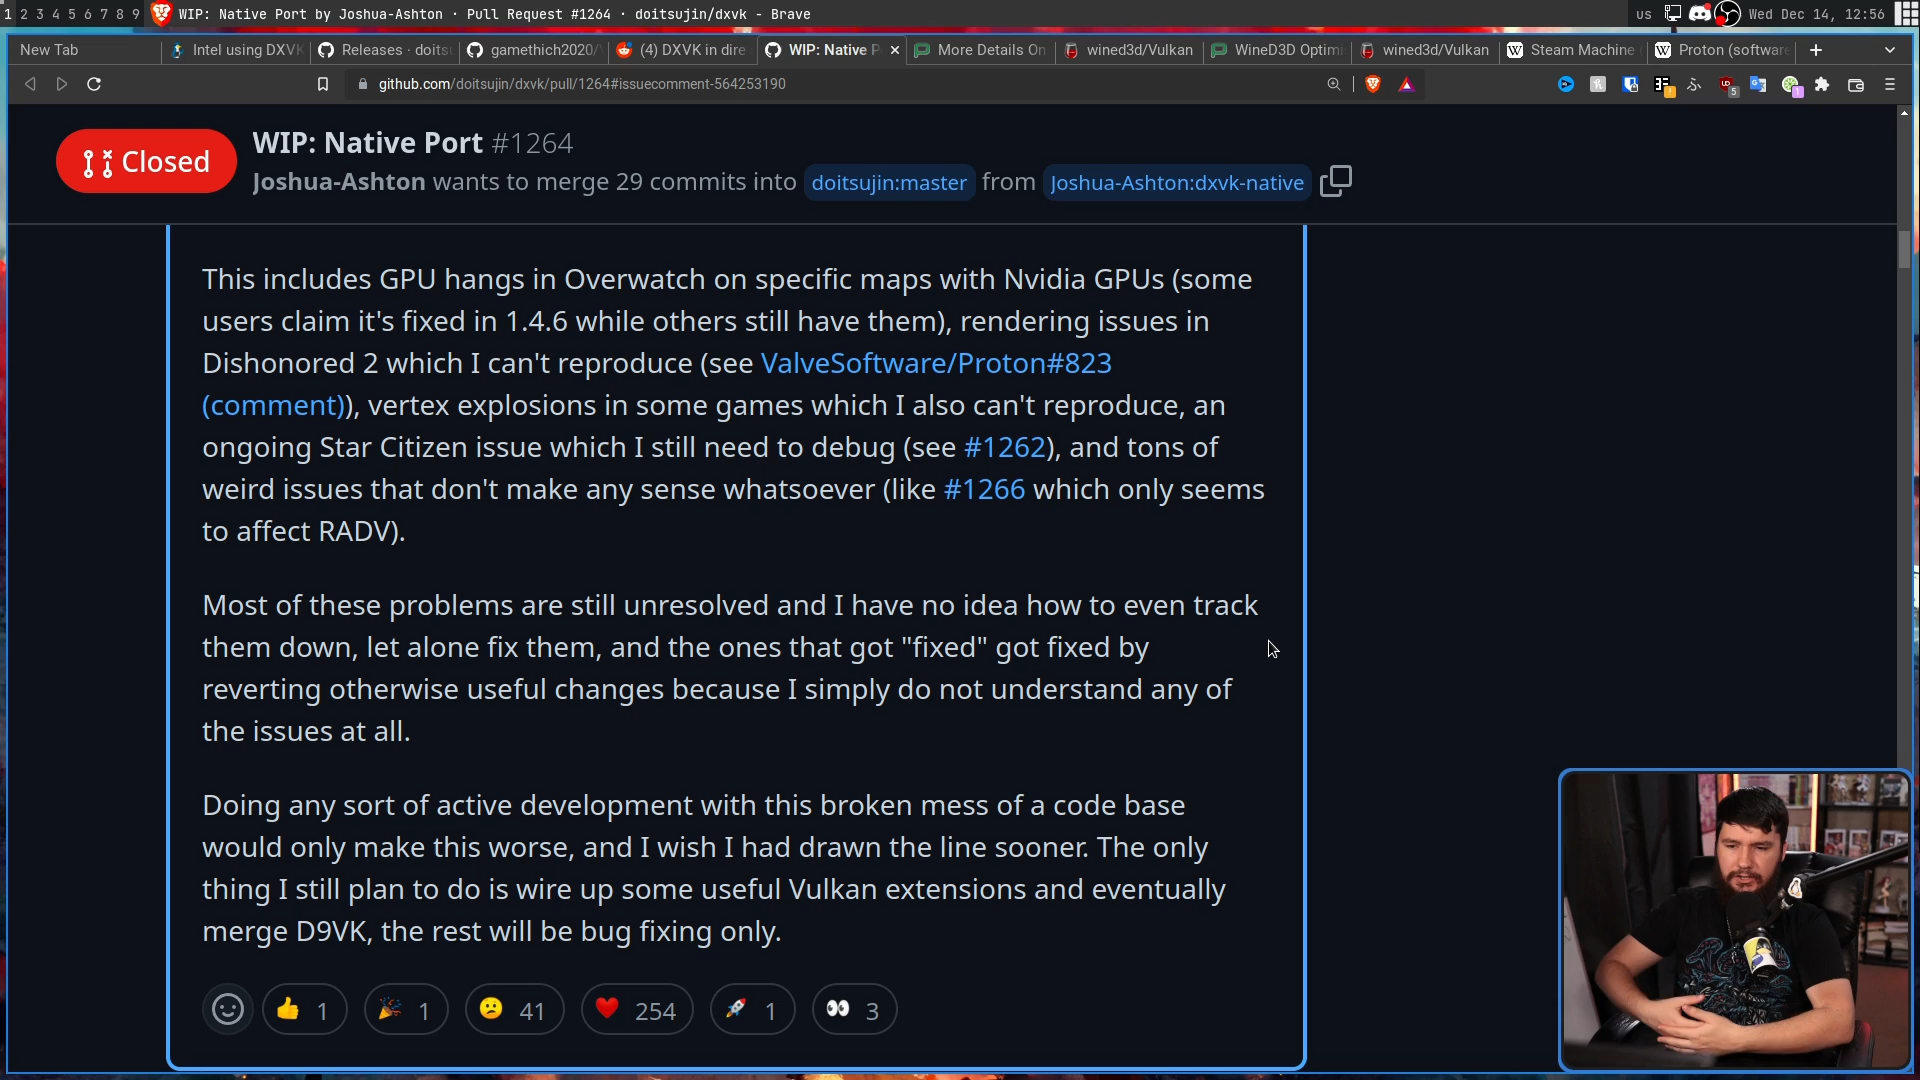 1 2 3 4 5 6 7 8 9 WIP: Native Port by Joshua-Ashton · Pull Request #1264 · doitsujin/dxvk - Brave us Wed Dec 14, 12:56
New Tab Intel using DXVK Releases · doits gamethich2020/ (4) DXVK in dire WIP: Native P More Details On wined3d/Vulkan WineD3D Optimi wined3d/Vulkan Steam Machine Proton (software
github.com/doitsujin/dxvk/pull/1264#issuecomment-564253190
Closed
WIP: Native Port #1264
Joshua-Ashton wants to merge 29 commits into doitsujin:master from Joshua-Ashton:dxvk-native
This includes GPU hangs in Overwatch on specific maps with Nvidia GPUs (some
users claim it's fixed in 1.4.6 while others still have them), rendering issues in
Dishonored 2 which I can't reproduce (see ValveSoftware/Proton#823
(comment)), vertex explosions in some games which I also can't reproduce, an
ongoing Star Citizen issue which I still need to debug (see #1262), and tons of
weird issues that don't make any sense whatsoever (like #1266 which only seems
to affect RADV).
Most of these problems are still unresolved and I have no idea how to even track
them down, let alone fix them, and the ones that got "fixed" got fixed by
reverting otherwise useful changes because I simply do not understand any of
the issues at all.
Doing any sort of active development with this broken mess of a code base
would only make this worse, and I wish I had drawn the line sooner. The only
thing I still plan to do is wire up some useful Vulkan extensions and eventually
merge D9VK, the rest will be bug fixing only.
1 1 41 254 1 3